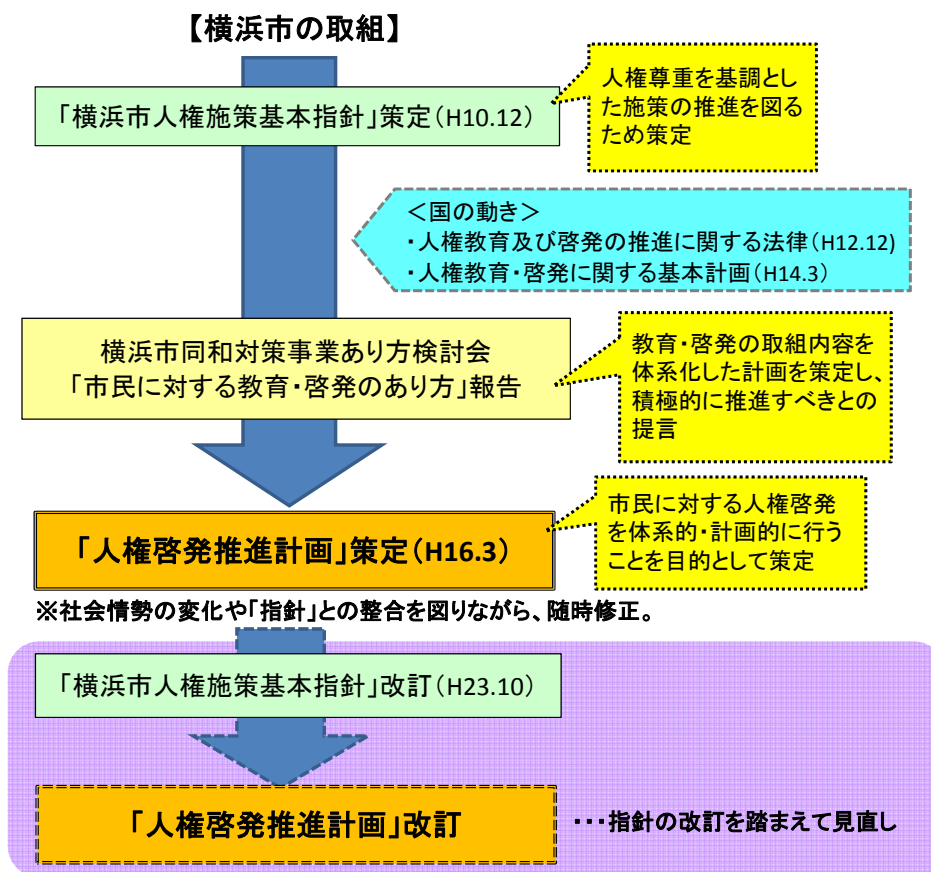 【横浜市の取組】
「横浜市人権施策基本指針」策定（H10.12）
人権尊重を基調とし
た施策の推進を図る
ため策定
＜国の動き＞
・人権教育及び啓発の推進に関する法律（H12.12)
・人権教育・啓発に関する基本計画（H14.3）
横浜市同和対策事業あり方検討会
「市民に対する教育・啓発のあり方」報告
教育・啓発の取組内容を
体系化した計画を策定し、
積極的に推進すべきとの
提言
「人権啓発推進計画」策定（H16.3）
市民に対する人権啓発
を体系的・計画的に行う
ことを目的として策定
※社会情勢の変化や「指針」との整合を図りながら、随時修正。
「横浜市人権施策基本指針」改訂（H23.10）
「人権啓発推進計画」改訂
・・・指針の改訂を踏まえて見直し